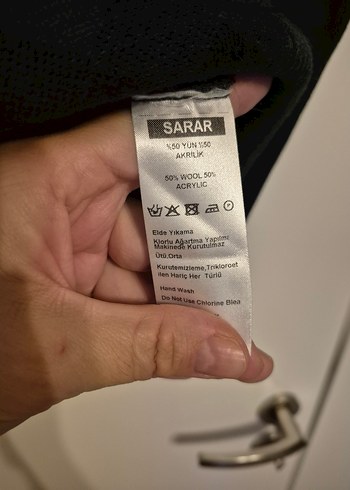 SARAR
%50 YÜN %50
AKRİLİK
50% WOOL 50%
ACRYLIC
Elde Yıkama
Klorlu Ağartma Yapılmı
Makinede Kurutulmaz
Ütü:Orta
Kurutemizleme,Trikloroet
ilen Hariç Her Türlü
Hand Wash
Do Not Use Chlorine Blea